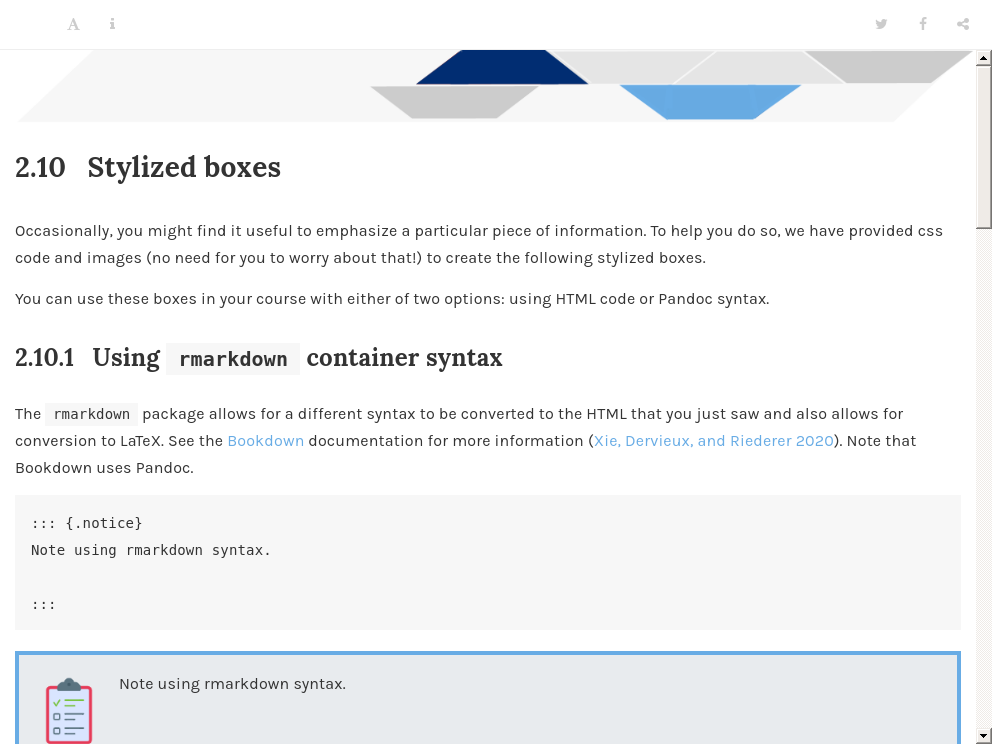 2.10 Stylized boxes
Occasionally, you might find it useful to emphasize a particular piece of information. To help you do so, we have provided css
code and images (no need for you to worry about that!) to create the following stylized boxes.
You can use these boxes in your course with either of two options: using HTML code or Pandoc syntax.
2.10.1 Using rmarkdown container syntax
The rmarkdown package allows for a different syntax to be converted to the HTML that you just saw and also allows for
conversion to LaTeX. See the Bookdown documentation for more information (Xie, Dervieux, and Riederer 2020). Note that
Bookdown uses Pandoc.
::: {.notice}
Note using rmarkdown syntax.
:::
Note using rmarkdown syntax.